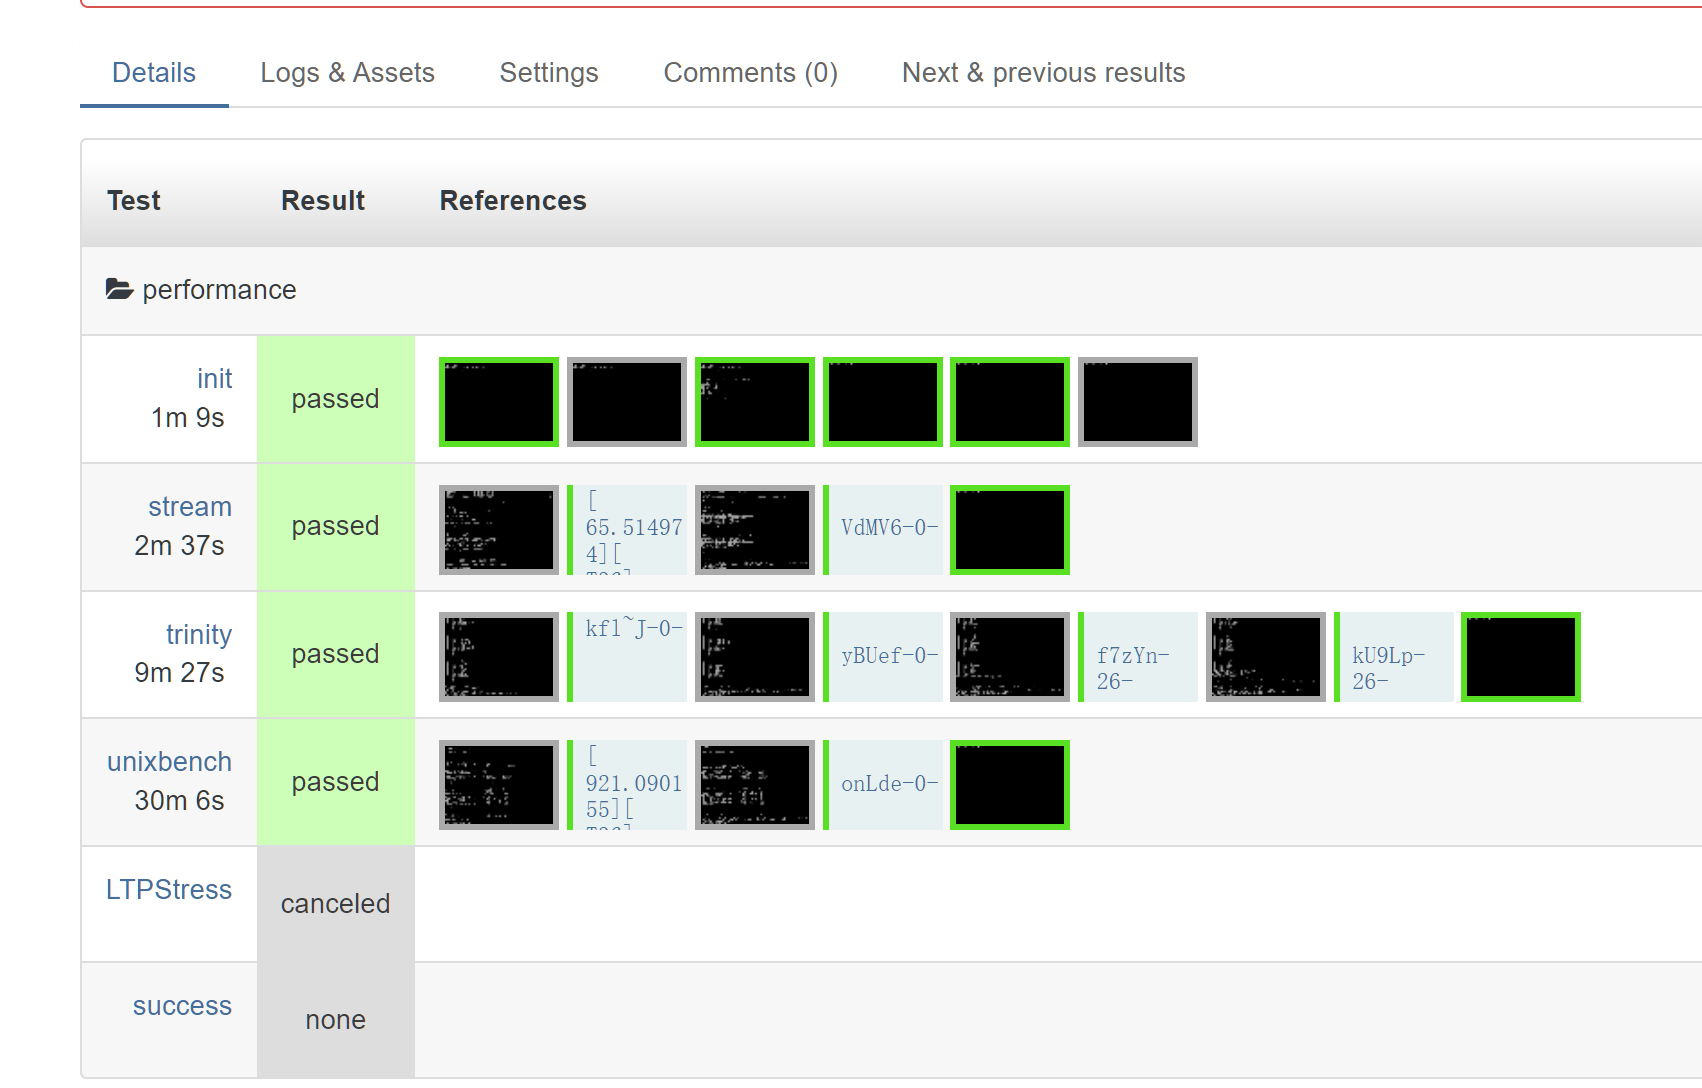 Details Logs & Assets Settings Comments (0) Next & previous results
Test Result References
performance
init
1m 9s
passed
stream
2m 37s
passed
[
65.51497
4][
VdMV6-0-
trinity
9m 27s
passed
kfl~J-0-
yBUef-0-
f7zYn-
26-
kU9Lp-
26-
unixbench
30m 6s
passed
[
921.0901
55][
onLde-0-
LTPStress
canceled
success
none